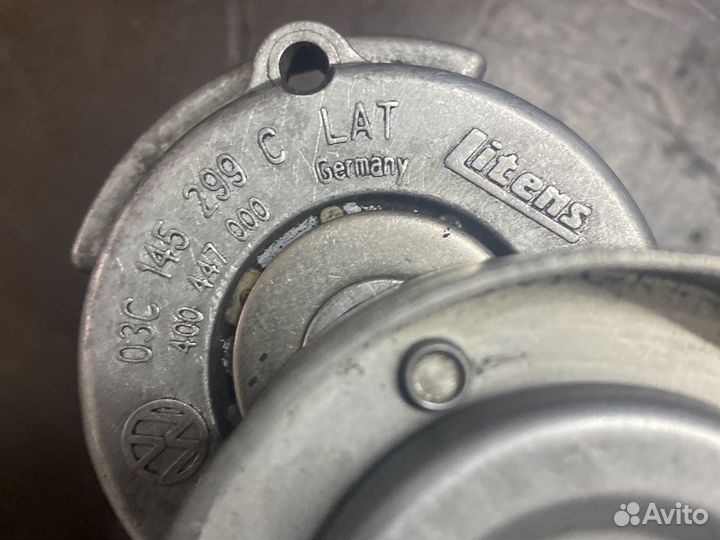 03C 145 299 C LAT
400 447 000 Germany
Litens
Avito